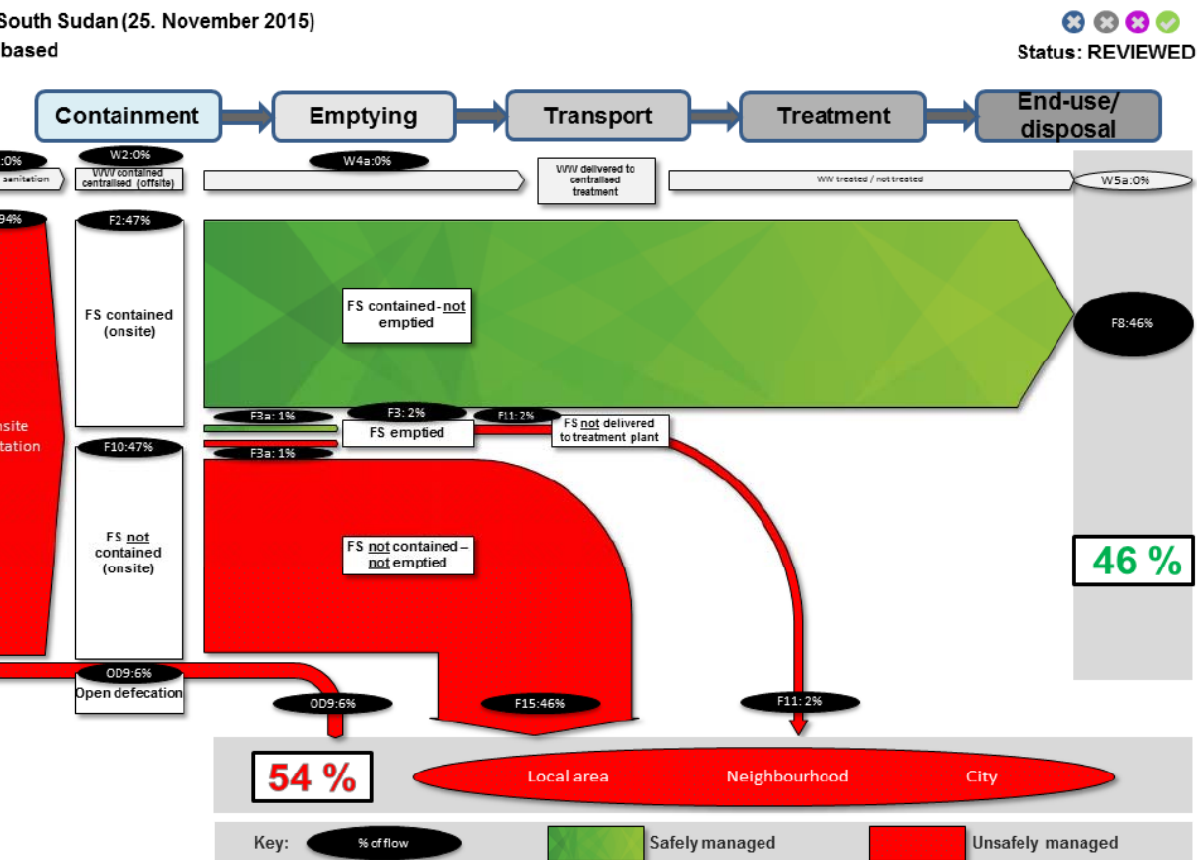 South Sudan (25. November 2015)
based
Status: REVIEWED
Containment
Emptying
Transport
Treatment
End-use/
disposal
:0%
W2:0%
W4a:0%
sanitation
WW contained
centralised (offsite)
WW delivered to
centralised
treatment
WW treated / not treated
W5a:0%
94%
F2:47%
FS contained
(onsite)
FS contained-not
emptied
F8:46%
F3a: 1%
F3: 2%
F11: 2%
FS emptied
FS not delivered
to treatment plant
nsite
tation
F10:47%
F3a: 1%
FS not
contained
(onsite)
FS not contained –
not emptied
46 %
OD9:6%
Open defecation
OD9:6%
F15:46%
F11: 2%
54 %
Local area
Neighbourhood
City
Key:
% of flow
Safely managed
Unsafely managed